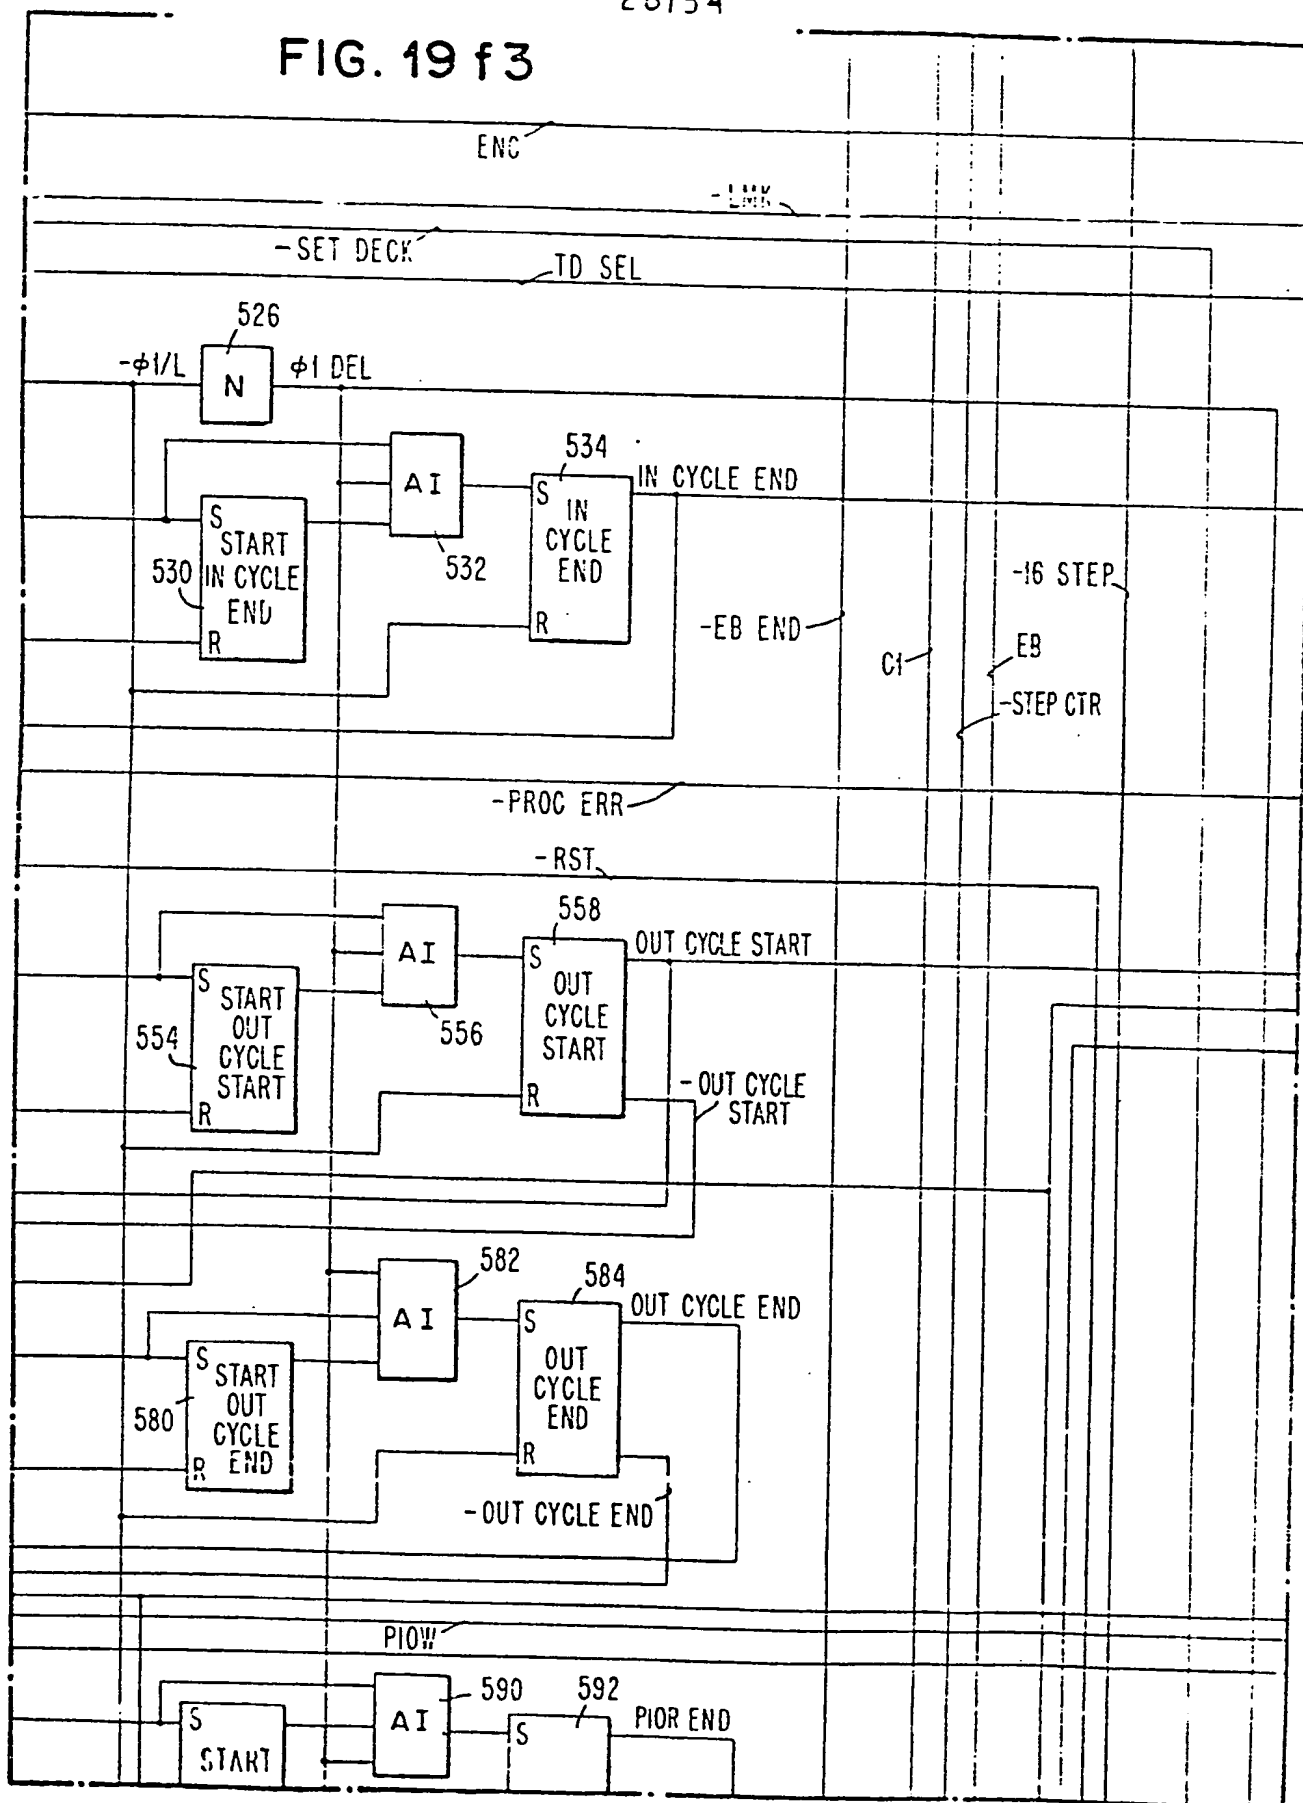 28754
FIG. 19 f3
ENC
-LMK
-SET DECK
TD SEL
526
-φ1/L
N
φ1 DEL
534
AI
IN CYCLE END
S
S
START
IN CYCLE
END
R
530
532
IN
CYCLE
END
R
-16 STEP
-EB END
C1
EB
-STEP CTR
-PROC ERR
-RST
558
AI
OUT CYCLE START
S
S
START
OUT
CYCLE
START
R
554
556
OUT
CYCLE
START
R
-OUT CYCLE
START
582
584
AI
OUT CYCLE END
S
S
START
OUT
CYCLE
END
R
580
OUT
CYCLE
END
R
-OUT CYCLE END
PIOW
590
592
AI
PIOR END
S
S
START